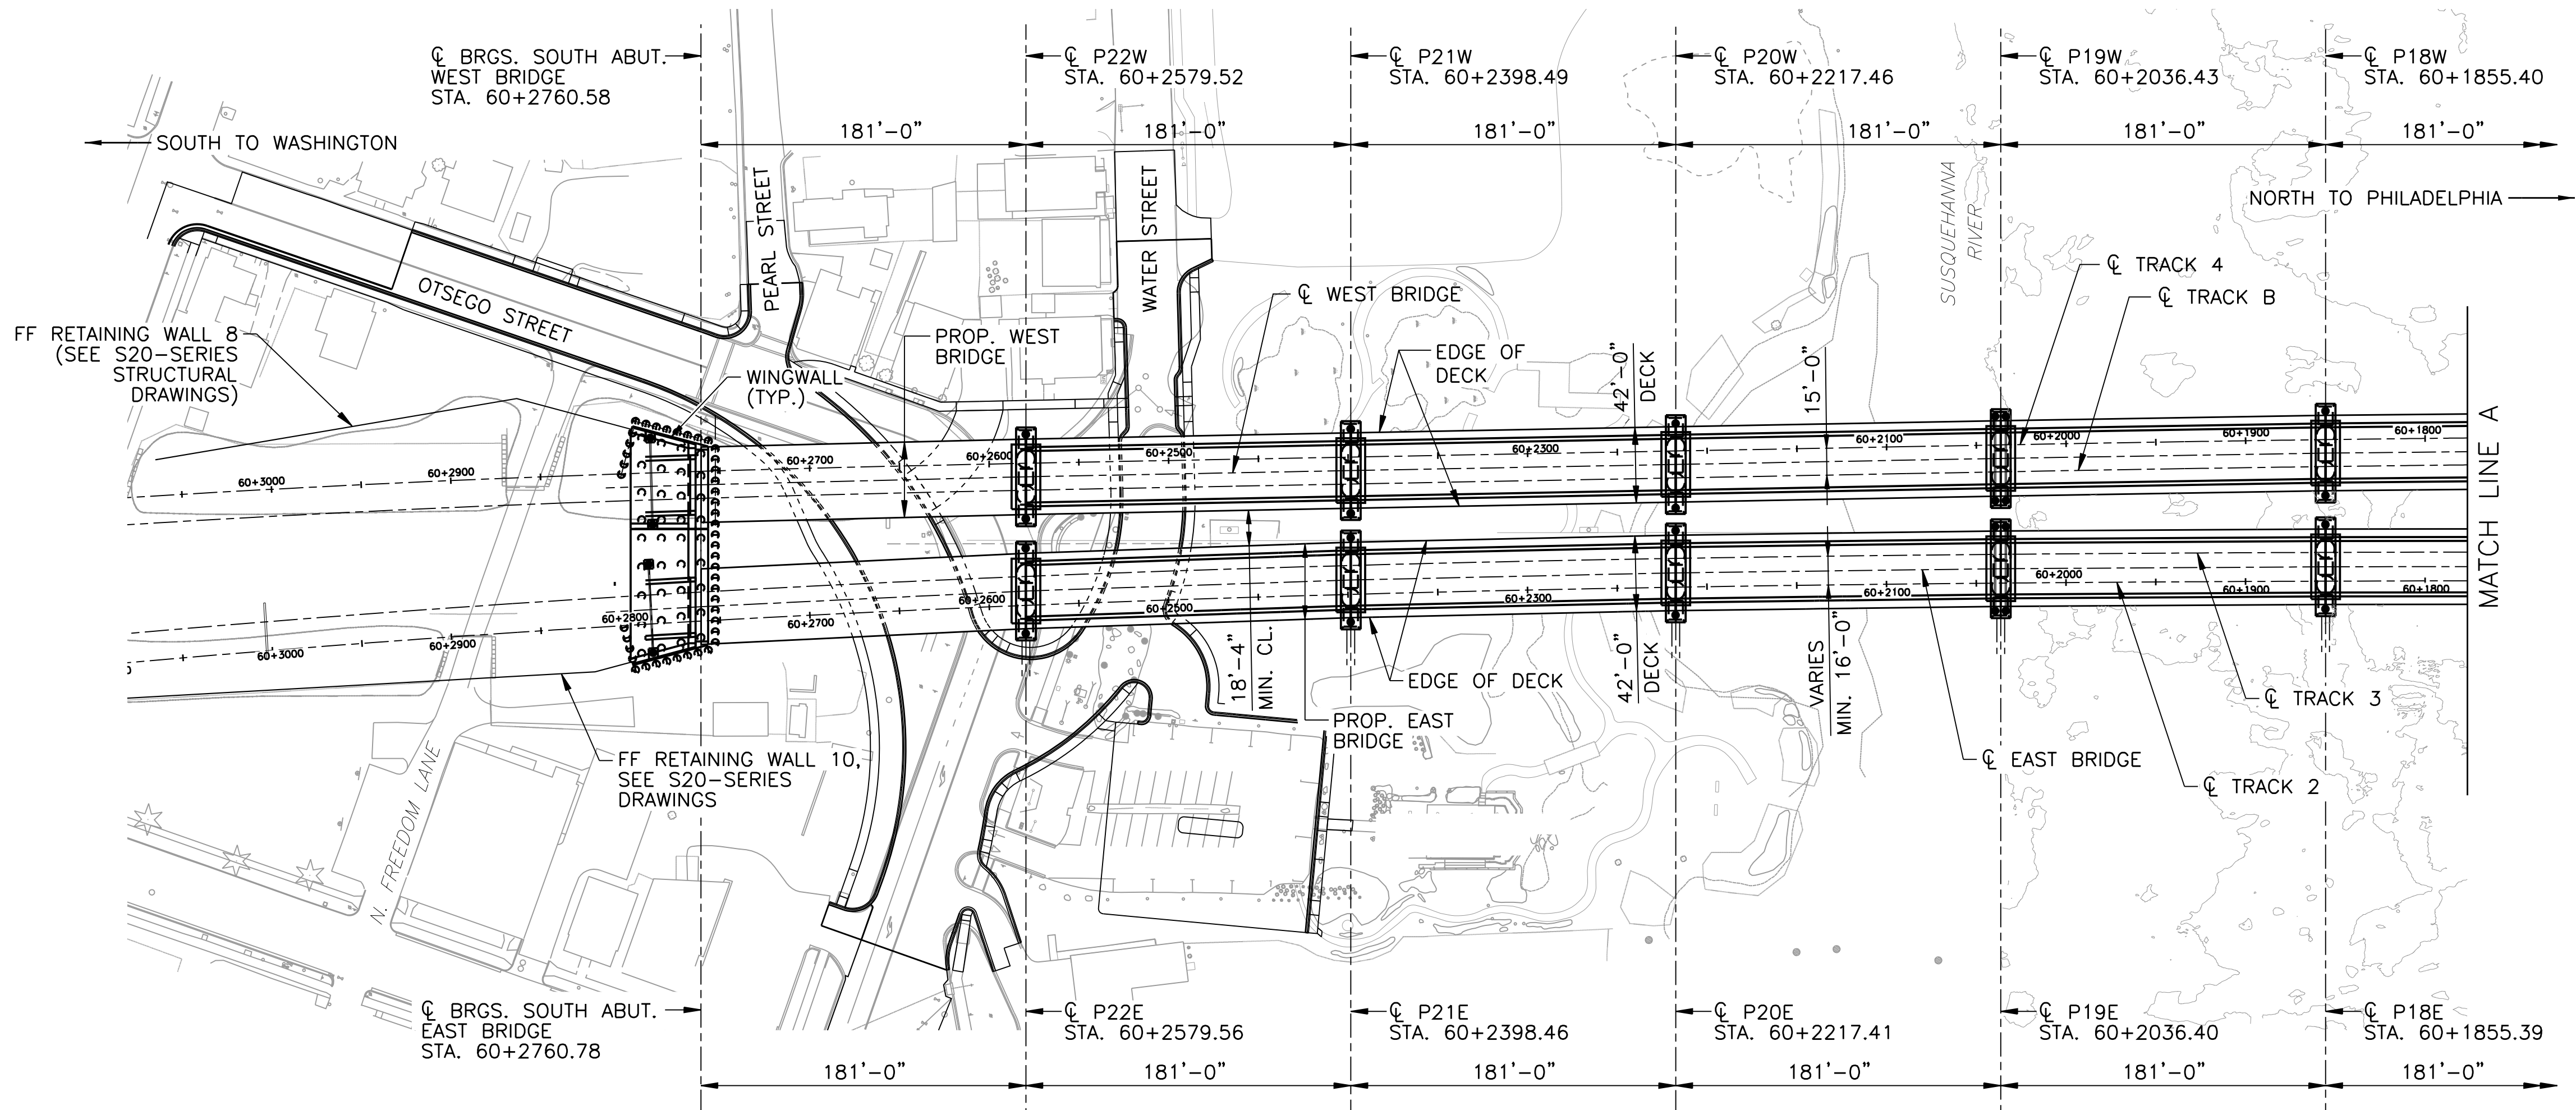 ℄ BRGS. SOUTH ABUT.
WEST BRIDGE
STA. 60+2760.58
℄ P22W
STA. 60+2579.52
℄ P21W
STA. 60+2398.49
℄ P20W
STA. 60+2217.46
℄ P19W
STA. 60+2036.43
℄ P18W
STA. 60+1855.40
181'-0"
181'-0"
181'-0"
181'-0"
181'-0"
181'-0"
SOUTH TO WASHINGTON
NORTH TO PHILADELPHIA
SUSQUEHANNA
RIVER
PEARL STREET
WATER STREET
OTSEGO STREET
℄ TRACK 4
℄ TRACK B
℄ WEST BRIDGE
FF RETAINING WALL 8
(SEE S20-SERIES
STRUCTURAL
DRAWINGS)
PROP. WEST
BRIDGE
WINGWALL
(TYP.)
EDGE OF
DECK
42'-0"
DECK
15'-0"
MATCH LINE A
60+3000
60+2900
60+2700
60+2600
60+2500
60+2300
60+2100
60+2000
60+1900
60+1800
60+3000
60+2900
60+2800
60+2700
60+2600
60+2500
60+2300
60+2100
60+2000
60+1900
60+1800
18'-4"
MIN. CL.
EDGE OF DECK
42'-0"
DECK
VARIES
MIN. 16'-0"
PROP. EAST
BRIDGE
℄ TRACK 3
℄ EAST BRIDGE
℄ TRACK 2
FF RETAINING WALL 10,
SEE S20-SERIES
DRAWINGS
N. FREEDOM LANE
℄ BRGS. SOUTH ABUT.
EAST BRIDGE
STA. 60+2760.78
℄ P22E
STA. 60+2579.56
℄ P21E
STA. 60+2398.46
℄ P20E
STA. 60+2217.41
℄ P19E
STA. 60+2036.40
℄ P18E
STA. 60+1855.39
181'-0"
181'-0"
181'-0"
181'-0"
181'-0"
181'-0"